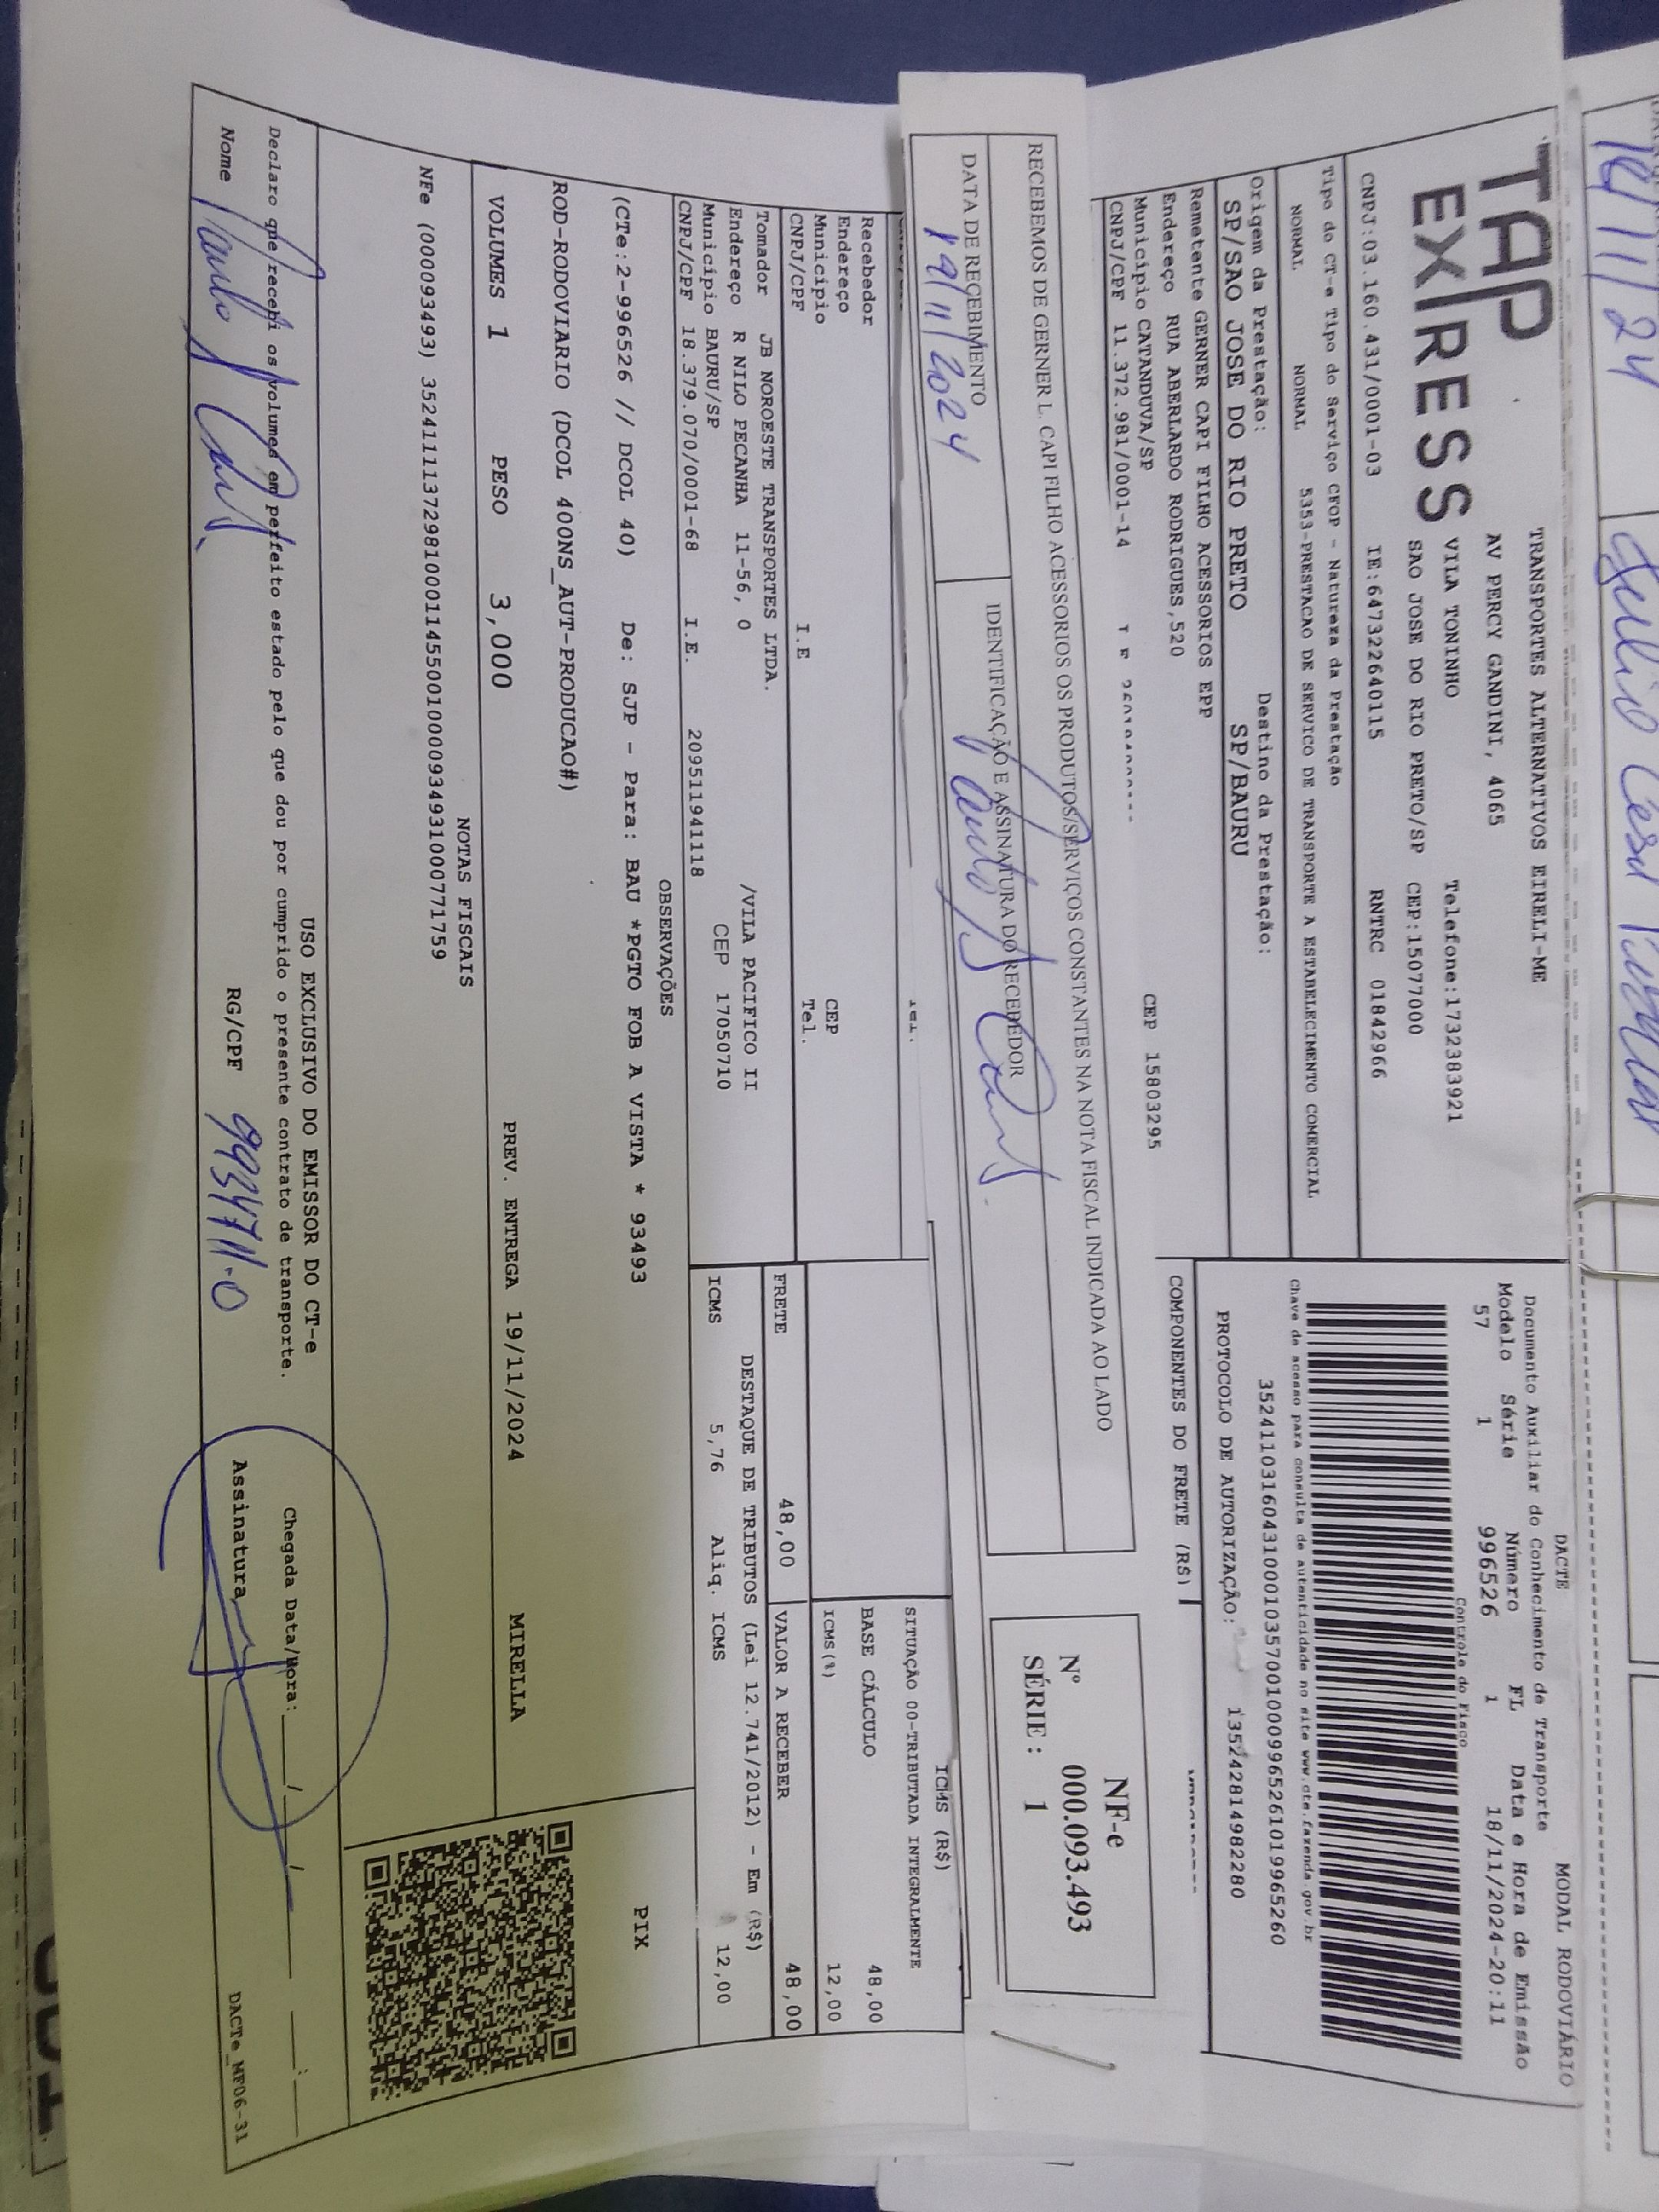 TAP
EXPRESS
TRANSPORTES ALTERNATIVOS EIRELI-ME
AV PERCY GANDINI, 4065
VILA TONINHO Telefone:1732383921
SAO JOSE DO RIO PRETO/SP CEP:15077000
CNPJ:03.160.431/0001-03 IE:647322640115 RNTRC 01842966
DACTE MODAL RODOVIÁRIO
Documento Auxiliar do Conhecimento de Transporte
Modelo Série Número FL Data e Hora de Emissão
57 1 996526 1 18/11/2024-20:11
Controle do Fisco
Chave de acesso para consulta de autenticidade no site www.cte.fazenda.gov.br
35241103160431000103570010009965261019965260
PROTOCOLO DE AUTORIZAÇÃO: 135242814982280
Tipo do CT-e Tipo do Serviço CFOP - Natureza da Prestação
NORMAL NORMAL 5353-PRESTACAO DE SERVICO DE TRANSPORTE A ESTABELECIMENTO COMERCIAL
Origem da Prestação: Destino da Prestação:
SP/SAO JOSE DO RIO PRETO SP/BAURU
Remetente GERNER CAPI FILHO ACESSORIOS EPP
Endereço RUA ABERLARDO RODRIGUES,520
Município CATANDUVA/SP CEP 15803295
CNPJ/CPF 11.372.981/0001-14
COMPONENTES DO FRETE (R$)
RECEBEMOS DE GERNER L. CAPI FILHO ACESSORIOS OS PRODUTOS/SERVIÇOS CONSTANTES NA NOTA FISCAL INDICADA AO LADO
DATA DE RECEBIMENTO IDENTIFICAÇÃO E ASSINATURA DO RECEBEDOR
19/11/2024
NF-e
Nº 000.093.493
SÉRIE: 1
Recebedor
Endereço
Município CEP
CNPJ/CPF I.E Tel.
Tomador JB NOROESTE TRANSPORTES LTDA.
Endereço R NILO PECANHA 11-56, 0 /VILA PACIFICO II
Município BAURU/SP CEP 17050710
CNPJ/CPF 18.379.070/0001-68 I.E. 209511941118
ICMS (R$)
SITUAÇÃO 00-TRIBUTADA INTEGRALMENTE
BASE CÁLCULO 48,00
ICMS(%) 12,00
FRETE 48,00 VALOR A RECEBER 48,00
DESTAQUE DE TRIBUTOS (Lei 12.741/2012) - Em (R$)
ICMS 5,76 Aliq. ICMS 12,00
OBSERVAÇÕES
(CTe:2-996526 // DCOL 40) De: SJP - Para: BAU *PGTO FOB A VISTA * 93493
PIX
ROD-RODOVIARIO (DCOL 400NS_AUT-PRODUCAO#)
VOLUMES 1 PESO 3,000 PREV. ENTREGA 19/11/2024 MIRELLA
NOTAS FISCAIS
NFe (000093493) 35241111372981000114550010000934931000771759
USO EXCLUSIVO DO EMISSOR DO CT-e
Declaro que recebi os volumes em perfeito estado pelo que dou por cumprido o presente contrato de transporte.
Chegada Data/Hora: / / :
Nome RG/CPF 9934711-0 Assinatura
DACTe_MF06-31